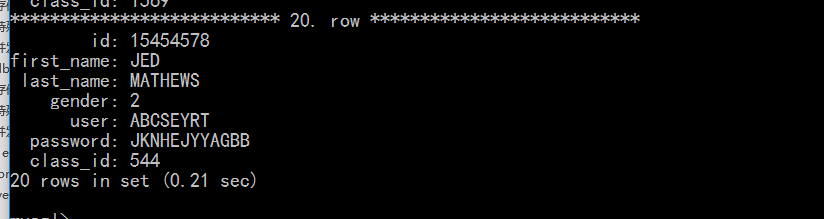 class_id: 1569
*************************** 20. row ***************************
id: 15454578
first_name: JED
last_name: MATHEWS
gender: 2
user: ABCSEYRT
password: JKNHEJYYAGBB
class_id: 544
20 rows in set (0.21 sec)
mysql>